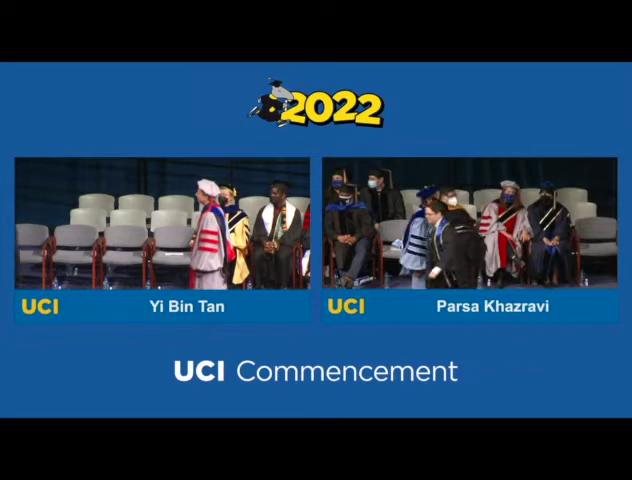 2022
UCI Yi Bin Tan
UCI Parsa Khazravi
UCI Commencement